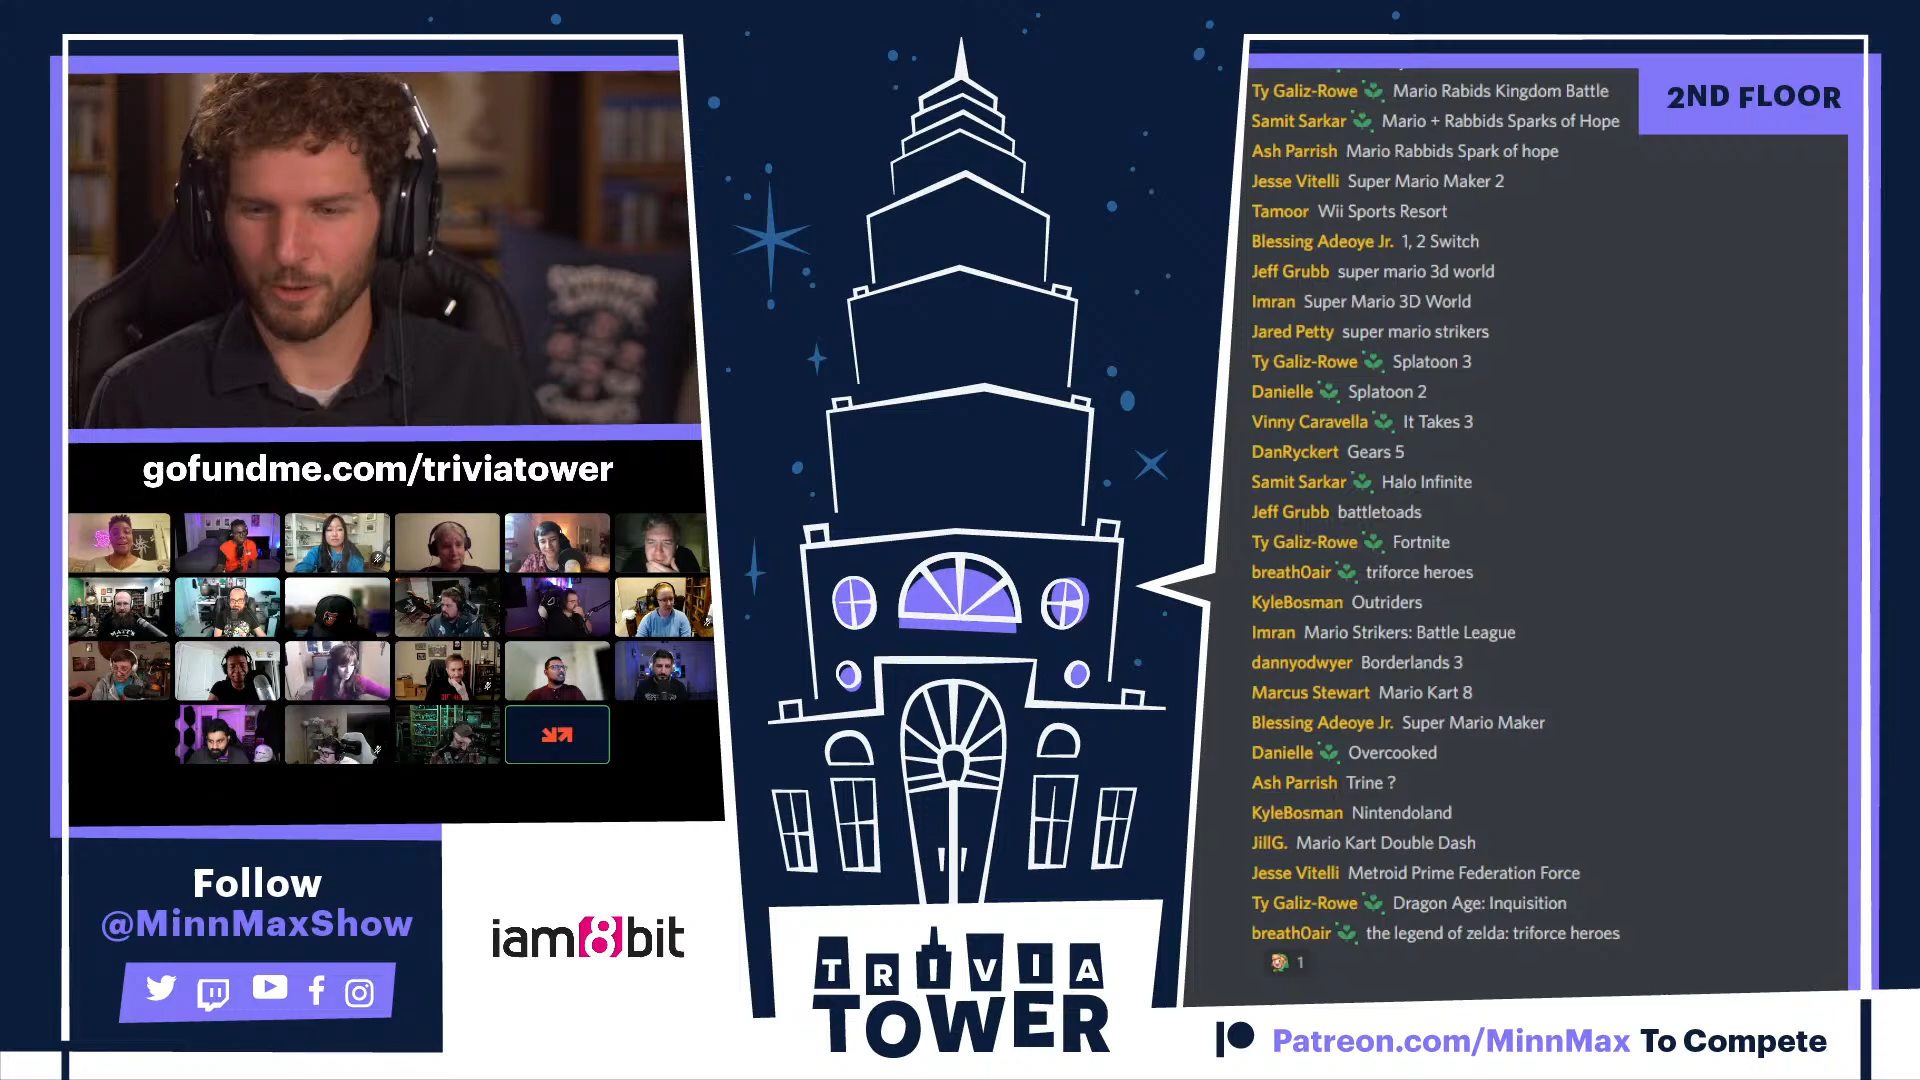 gofundme.com/triviatower
Follow
@MinnMaxShow
iam8bit
TRIVIA
TOWER
2ND FLOOR
Ty Galiz-Rowe Mario Rabids Kingdom Battle
Samit Sarkar Mario + Rabbids Sparks of Hope
Ash Parrish Mario Rabbids Spark of hope
Jesse Vitelli Super Mario Maker 2
Tamoor Wii Sports Resort
Blessing Adeoye Jr. 1, 2 Switch
Jeff Grubb super mario 3d world
Imran Super Mario 3D World
Jared Petty super mario strikers
Ty Galiz-Rowe Splatoon 3
Danielle Splatoon 2
Vinny Caravella It Takes 3
DanRyckert Gears 5
Samit Sarkar Halo Infinite
Jeff Grubb battletoads
Ty Galiz-Rowe Fortnite
breath0air triforce heroes
KyleBosman Outriders
Imran Mario Strikers: Battle League
dannyodwyer Borderlands 3
Marcus Stewart Mario Kart 8
Blessing Adeoye Jr. Super Mario Maker
Danielle Overcooked
Ash Parrish Trine ?
KyleBosman Nintendoland
JillG. Mario Kart Double Dash
Jesse Vitelli Metroid Prime Federation Force
Ty Galiz-Rowe Dragon Age: Inquisition
breath0air the legend of zelda: triforce heroes
1
Patreon.com/MinnMax To Compete